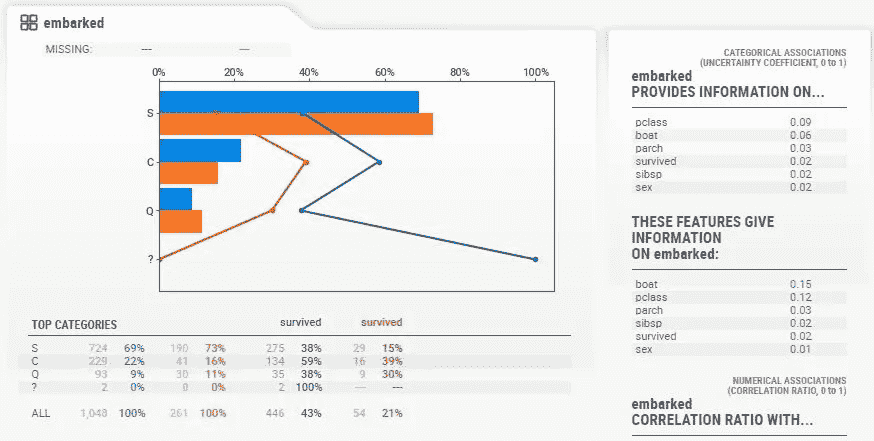 embarked
MISSING: --- ---
0% 20% 40% 60% 80% 100%
S
C
Q
?
TOP CATEGORIES survived survived
S 724 69% 190 73% 275 38% 29 15%
C 229 22% 41 16% 134 59% 16 39%
Q 93 9% 30 11% 35 38% 9 30%
? 2 0% 0 0% 2 100% --- ---
ALL 1,048 100% 261 100% 446 43% 54 21%
CATEGORICAL ASSOCIATIONS
(UNCERTAINTY COEFFICIENT, 0 to 1)
embarked
PROVIDES INFORMATION ON...
pclass 0.09
boat 0.06
parch 0.03
survived 0.02
sibsp 0.02
sex 0.02
THESE FEATURES GIVE
INFORMATION
ON embarked:
boat 0.15
pclass 0.12
parch 0.03
sibsp 0.02
survived 0.02
sex 0.01
NUMERICAL ASSOCIATIONS
(CORRELATION RATIO, 0 to 1)
embarked
CORRELATION RATIO WITH...